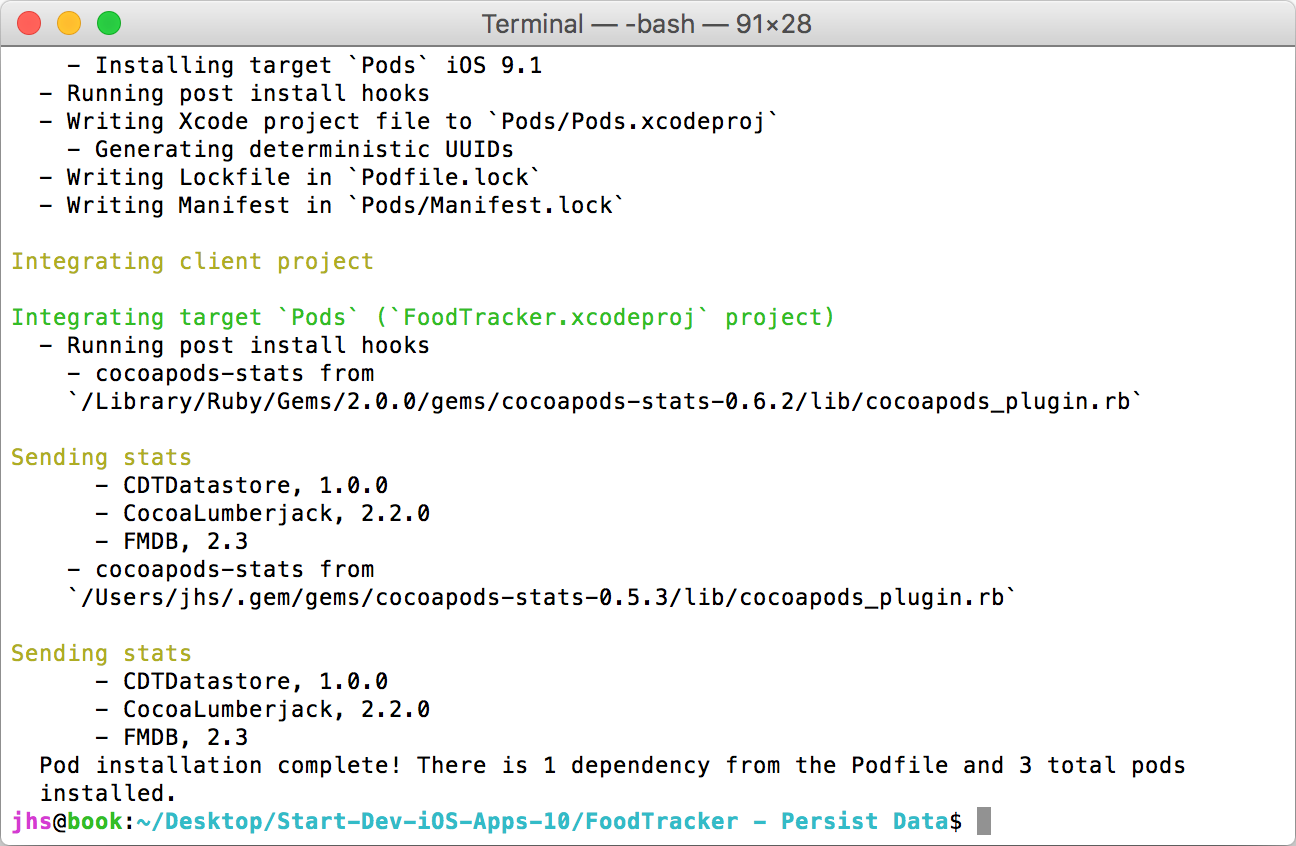 Terminal — -bash — 91×28
    - Installing target `Pods` iOS 9.1
  - Running post install hooks
  - Writing Xcode project file to `Pods/Pods.xcodeproj`
    - Generating deterministic UUIDs
  - Writing Lockfile in `Podfile.lock`
  - Writing Manifest in `Pods/Manifest.lock`
Integrating client project
Integrating target `Pods` (`FoodTracker.xcodeproj` project)
  - Running post install hooks
    - cocoapods-stats from
    `/Library/Ruby/Gems/2.0.0/gems/cocoapods-stats-0.6.2/lib/cocoapods_plugin.rb`
Sending stats
      - CDTDatastore, 1.0.0
      - CocoaLumberjack, 2.2.0
      - FMDB, 2.3
    - cocoapods-stats from
    `/Users/jhs/.gem/gems/cocoapods-stats-0.5.3/lib/cocoapods_plugin.rb`
Sending stats
      - CDTDatastore, 1.0.0
      - CocoaLumberjack, 2.2.0
      - FMDB, 2.3
  Pod installation complete! There is 1 dependency from the Podfile and 3 total pods
  installed.
jhs@book:~/Desktop/Start-Dev-iOS-Apps-10/FoodTracker - Persist Data$